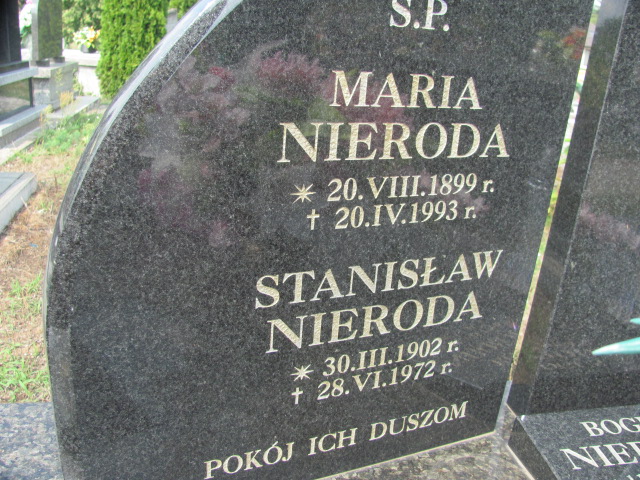 Ś.P.
MARIA
NIERODA
✶ 20.VIII.1899 r.
† 20.IV.1993 r.
STANISŁAW
NIERODA
✶ 30.III.1902 r.
† 28.VI.1972 r.
POKÓJ ICH DUSZOM